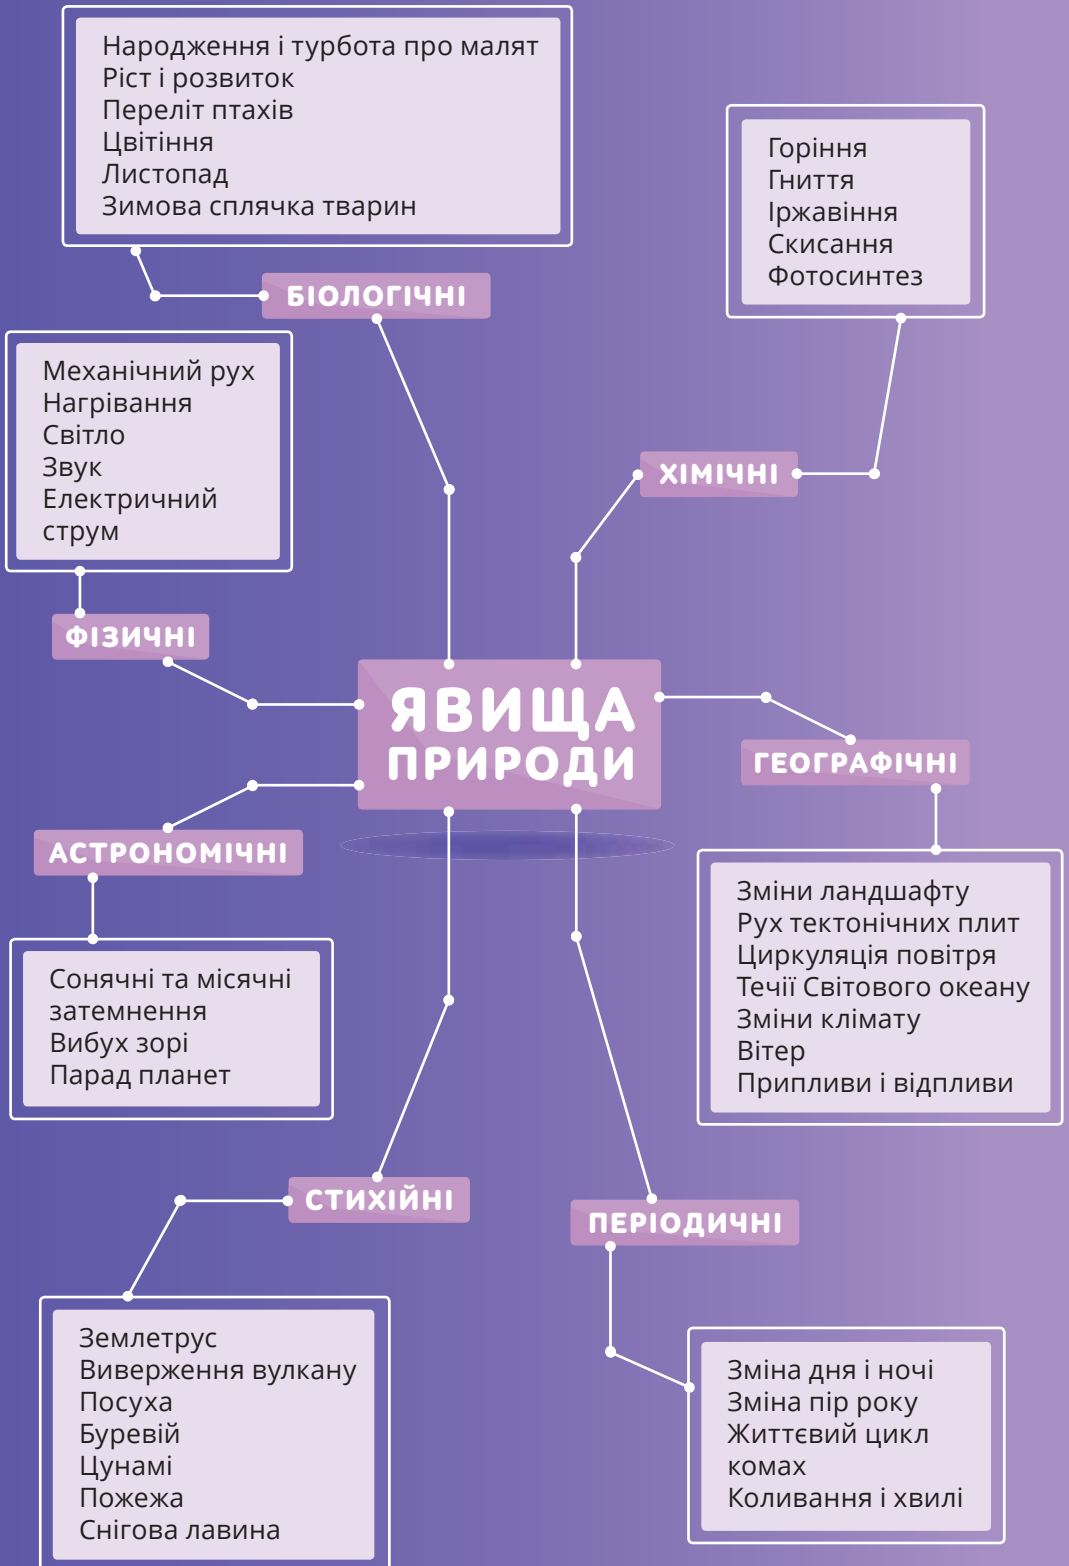 Народження і турбота про малят
Ріст і розвиток
Переліт птахів
Цвітіння
Листопад
Зимова сплячка тварин
БІОЛОГІЧНІ
Горіння
Гниття
Іржавіння
Скисання
Фотосинтез
ХІМІЧНІ
Механічний рух
Нагрівання
Світло
Звук
Електричний
струм
ФІЗИЧНІ
ЯВИЩА
ПРИРОДИ
ГЕОГРАФІЧНІ
Зміни ландшафту
Рух тектонічних плит
Циркуляція повітря
Течії Світового океану
Зміни клімату
Вітер
Припливи і відпливи
АСТРОНОМІЧНІ
Сонячні та місячні
затемнення
Вибух зорі
Парад планет
СТИХІЙНІ
Землетрус
Виверження вулкану
Посуха
Буревій
Цунамі
Пожежа
Снігова лавина
ПЕРІОДИЧНІ
Зміна дня і ночі
Зміна пір року
Життєвий цикл
комах
Коливання і хвилі